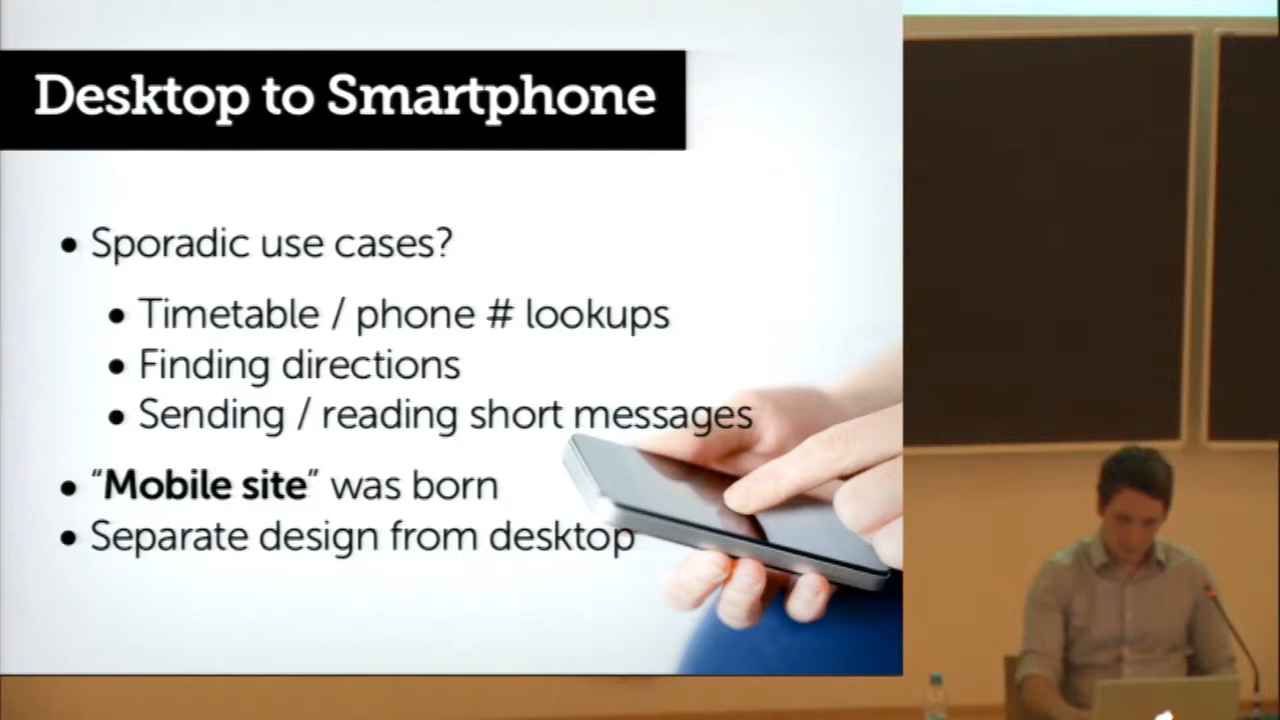 Desktop to Smartphone
• Sporadic use cases?
• Timetable / phone # lookups
• Finding directions
• Sending / reading short messages
• “Mobile site” was born
• Separate design from desktop